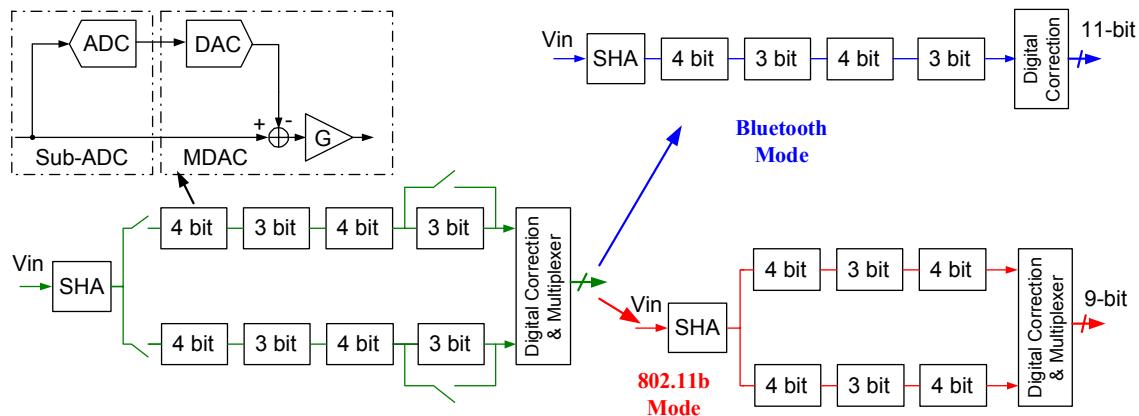 ADC
DAC
+
-
G
Sub-ADC
MDAC
Vin
SHA
4 bit
3 bit
4 bit
3 bit
Digital
Correction
11-bit
Bluetooth
Mode
Vin
SHA
4 bit
3 bit
4 bit
3 bit
4 bit
3 bit
4 bit
3 bit
Digital Correction
& Multiplexer
Vin
SHA
4 bit
3 bit
4 bit
4 bit
3 bit
4 bit
Digital Correction
& Multiplexer
9-bit
802.11b
Mode